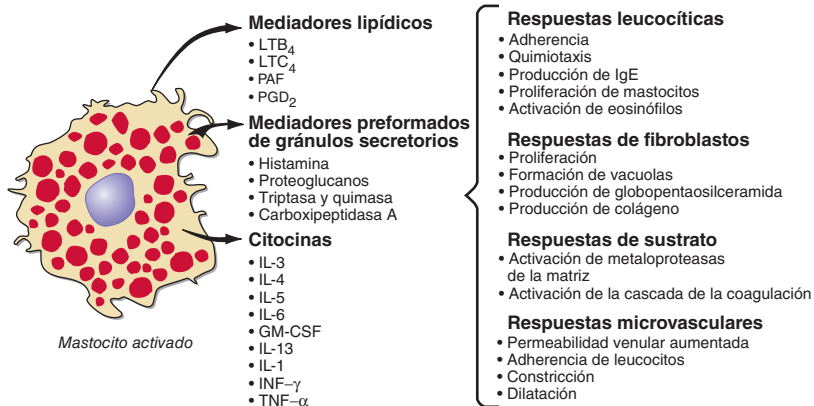 Mediadores lipídicos
• LTB4
• LTC4
• PAF
• PGD2
Mediadores preformados
de gránulos secretorios
• Histamina
• Proteoglucanos
• Triptasa y quimasa
• Carboxipeptidasa A
Citocinas
• IL-3
• IL-4
• IL-5
• IL-6
• GM-CSF
• IL-13
• IL-1
• INF–γ
• TNF–α
Mastocito activado
Respuestas leucocíticas
• Adherencia
• Quimiotaxis
• Producción de IgE
• Proliferación de mastocitos
• Activación de eosinófilos
Respuestas de fibroblastos
• Proliferación
• Formación de vacuolas
• Producción de globopentaosilceramida
• Producción de colágeno
Respuestas de sustrato
• Activación de metaloproteasas
de la matriz
• Activación de la cascada de la coagulación
Respuestas microvasculares
• Permeabilidad venular aumentada
• Adherencia de leucocitos
• Constricción
• Dilatación